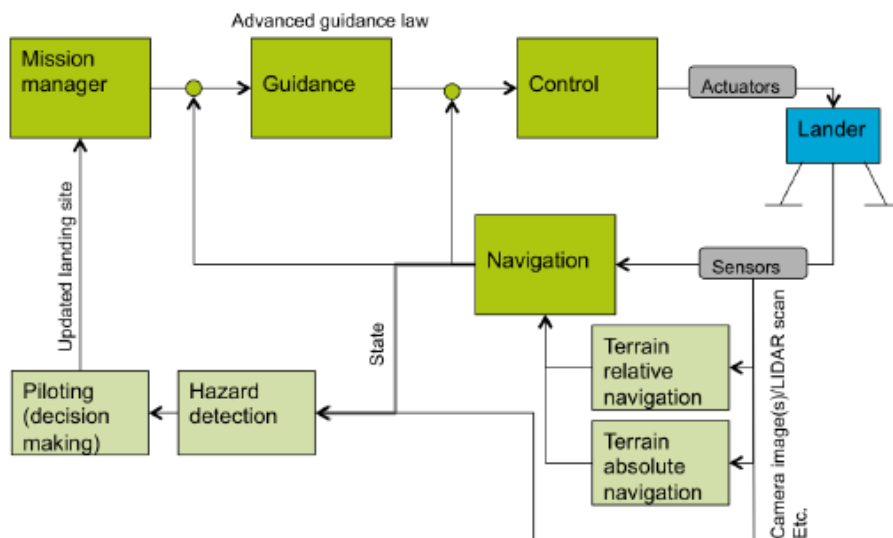 Advanced guidance law
Mission
manager
Guidance
Control
Actuators
Lander
Updated landing site
Navigation
Sensors
State
Camera image(s)/LIDAR scan
Etc.
Terrain
relative
navigation
Piloting
(decision
making)
Hazard
detection
Terrain
absolute
navigation